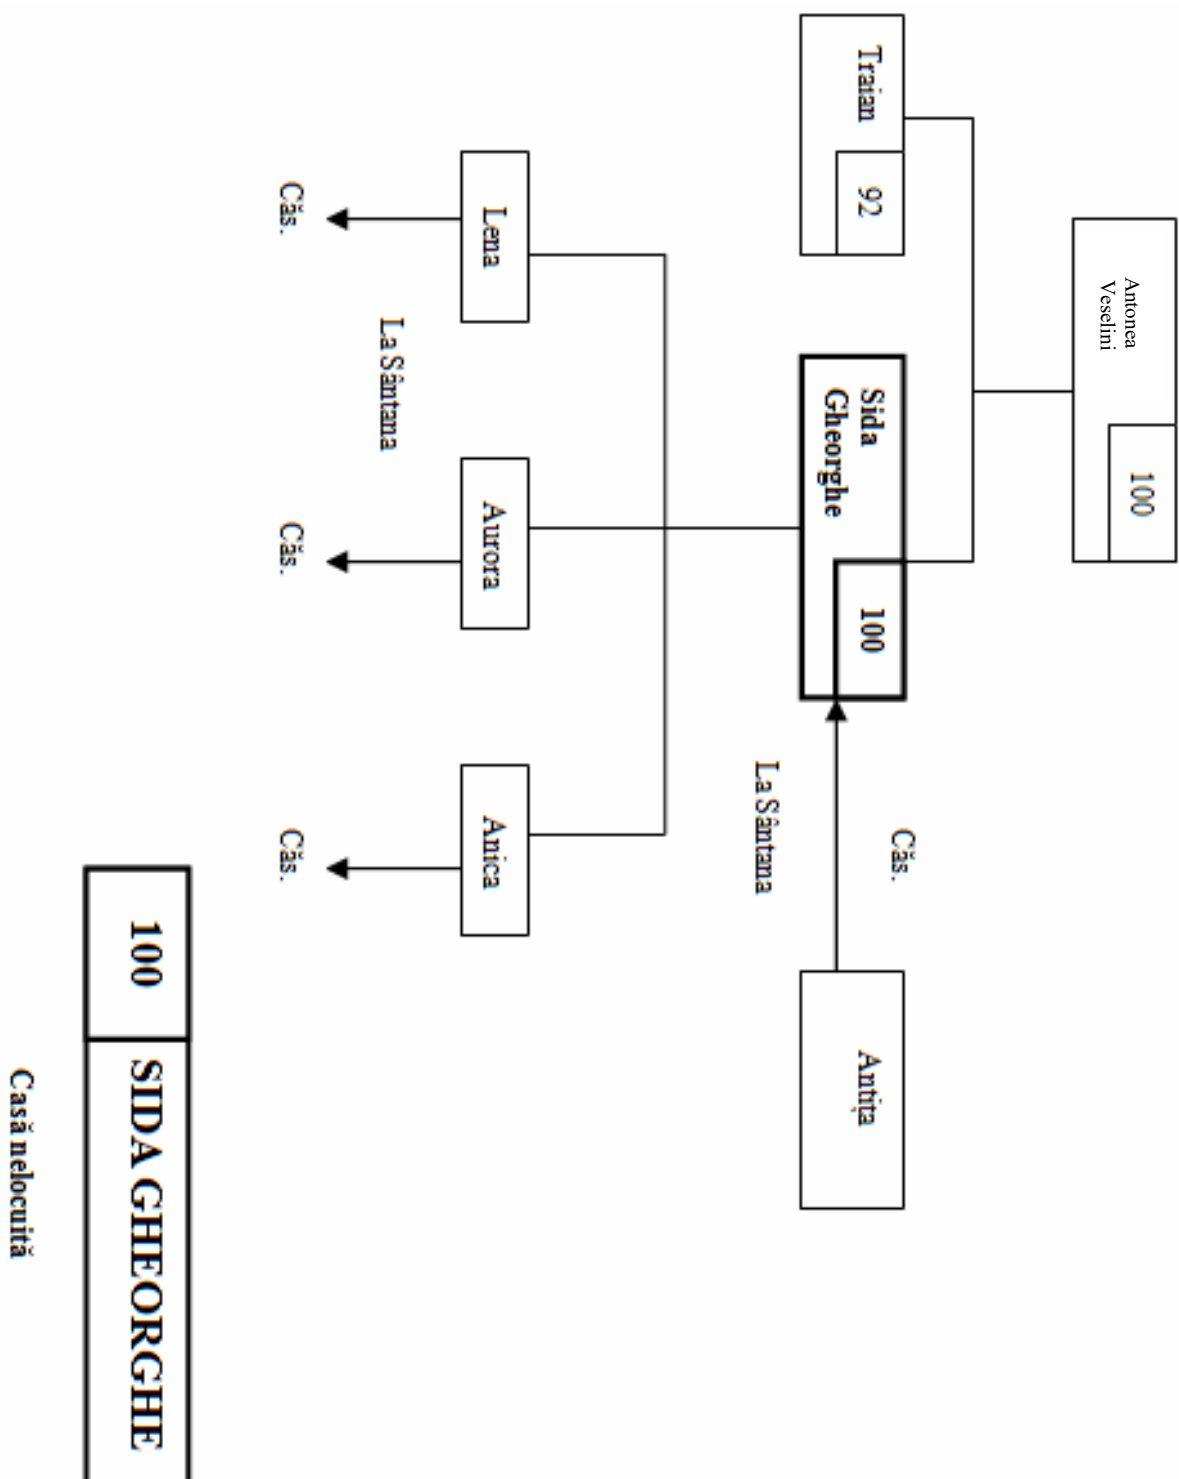 Antonea
Veselini
100
Traian
92
Sida
Gheorghe
100
Căs.
La Sântana
Antița
Lena
Aurora
Anica
La Sântana
Căs.
Căs.
Căs.
100
SIDA GHEORGHE
Casă nelocuită